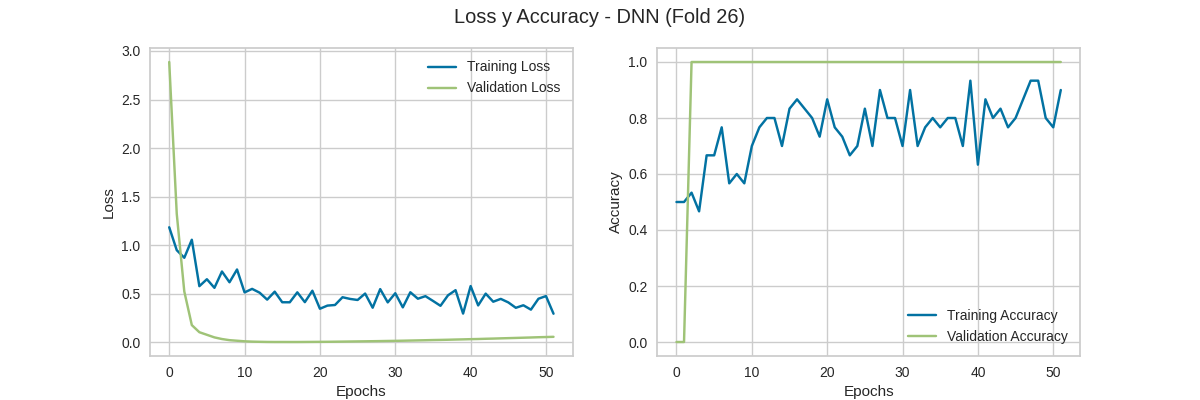 Loss y Accuracy - DNN (Fold 26)
3.0
2.5
2.0
1.5
1.0
0.5
0.0
Loss
0 10 20 30 40 50
Epochs
Training Loss
Validation Loss
1.0
0.8
0.6
0.4
0.2
0.0
Accuracy
0 10 20 30 40 50
Epochs
Training Accuracy
Validation Accuracy